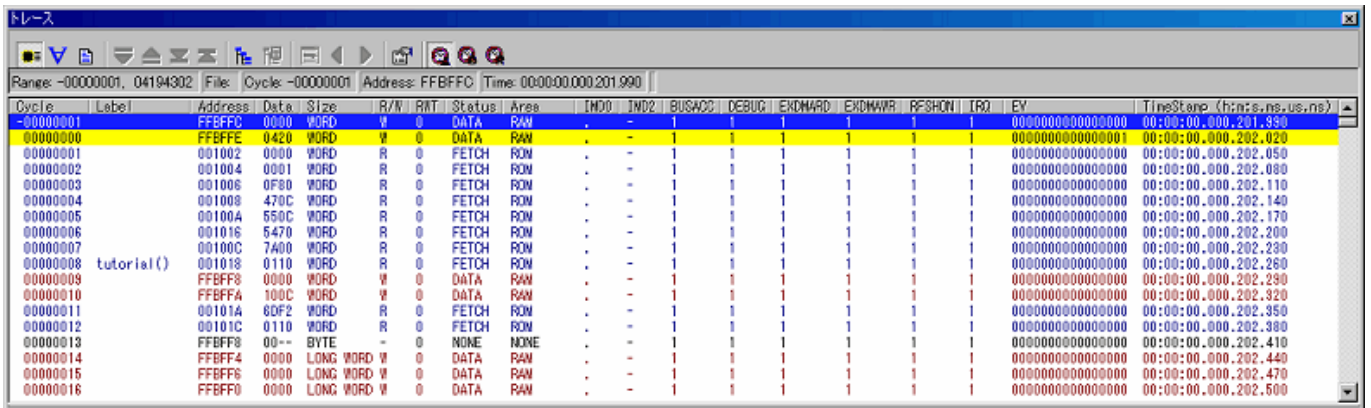 トレース
Range: -00000001, 04194302 File: Cycle: -00000001 Address: FFBFFC Time: 00:00:00.000.201.990
Cycle Label Address Data Size R/W RWT Status Area IWD0 IWD2 BUSACC DEBUG EXDMARD EXDMAWR RFSHON IRQ EV TimeStamp (h:m:s.ms.us.ns)
-00000001 FFBFFC 0000 WORD W 0 DATA RAM . - 1 1 1 1 1 1 0000000000000000 00:00:00.000.201.990
00000000 FFBFFE 0420 WORD W 0 DATA RAM . - 1 1 1 1 1 1 0000000000000001 00:00:00.000.202.020
00000001 001002 0000 WORD R 0 FETCH ROM . - 1 1 1 1 1 1 0000000000000000 00:00:00.000.202.050
00000002 001004 0001 WORD R 0 FETCH ROM . - 1 1 1 1 1 1 0000000000000000 00:00:00.000.202.080
00000003 001006 0F80 WORD R 0 FETCH ROM . - 1 1 1 1 1 1 0000000000000000 00:00:00.000.202.110
00000004 001008 470C WORD R 0 FETCH ROM . - 1 1 1 1 1 1 0000000000000000 00:00:00.000.202.140
00000005 00100A 550C WORD R 0 FETCH ROM . - 1 1 1 1 1 1 0000000000000000 00:00:00.000.202.170
00000006 001016 5470 WORD R 0 FETCH ROM . - 1 1 1 1 1 1 0000000000000000 00:00:00.000.202.200
00000007 00100C 7A00 WORD R 0 FETCH ROM . - 1 1 1 1 1 1 0000000000000000 00:00:00.000.202.230
00000008 tutorial() 001018 0110 WORD R 0 FETCH ROM . - 1 1 1 1 1 1 0000000000000000 00:00:00.000.202.260
00000009 FFBFF8 0000 WORD W 0 DATA RAM . - 1 1 1 1 1 1 0000000000000000 00:00:00.000.202.290
00000010 FFBFFA 100C WORD W 0 DATA RAM . - 1 1 1 1 1 1 0000000000000000 00:00:00.000.202.320
00000011 00101A 6DF2 WORD R 0 FETCH ROM . - 1 1 1 1 1 1 0000000000000000 00:00:00.000.202.350
00000012 00101C 0110 WORD R 0 FETCH ROM . - 1 1 1 1 1 1 0000000000000000 00:00:00.000.202.380
00000013 FFBFF8 00-- BYTE - 0 NONE NONE . - 1 1 1 1 1 1 0000000000000000 00:00:00.000.202.410
00000014 FFBFF4 0000 LONG WORD W 0 DATA RAM . - 1 1 1 1 1 1 0000000000000000 00:00:00.000.202.440
00000015 FFBFF6 0000 LONG WORD W 0 DATA RAM . - 1 1 1 1 1 1 0000000000000000 00:00:00.000.202.470
00000016 FFBFF0 0000 LONG WORD W 0 DATA RAM . - 1 1 1 1 1 1 0000000000000000 00:00:00.000.202.500